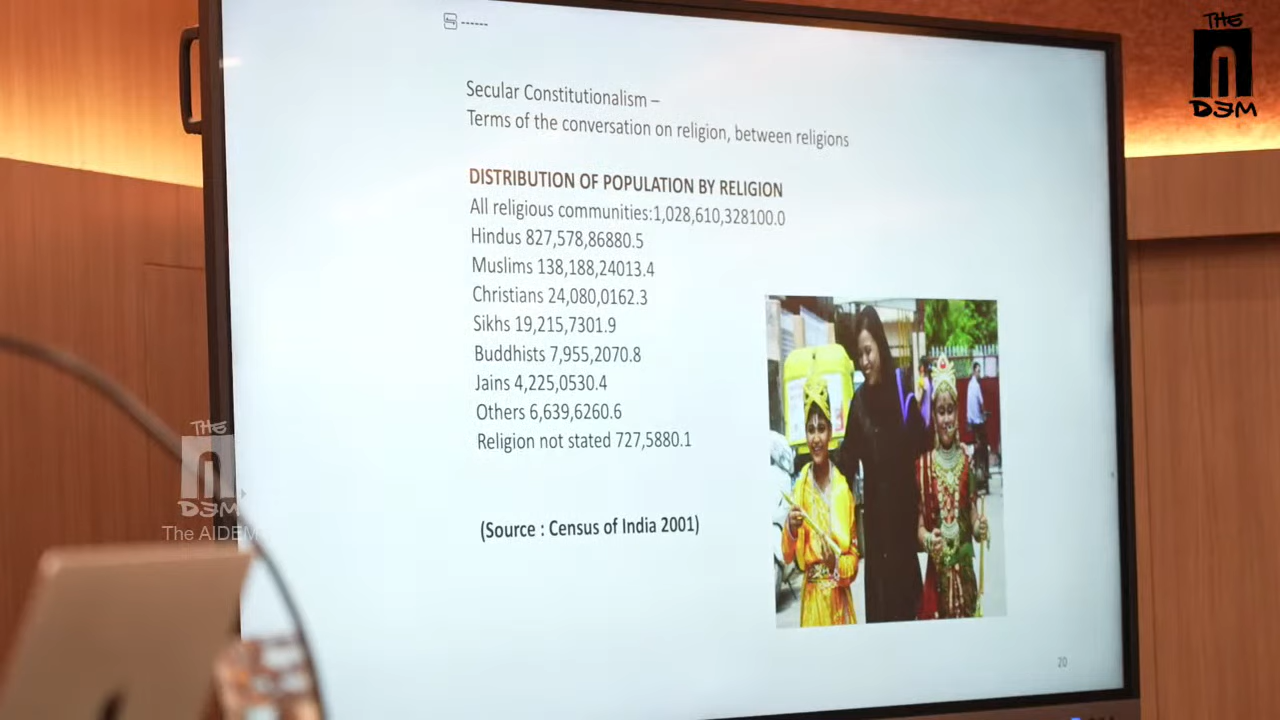 THE
DEM
Secular Constitutionalism –
Terms of the conversation on religion, between religions
DISTRIBUTION OF POPULATION BY RELIGION
All religious communities:1,028,610,328100.0
Hindus 827,578,86880.5
Muslims 138,188,24013.4
Christians 24,080,0162.3
Sikhs 19,215,7301.9
Buddhists 7,955,2070.8
Jains 4,225,0530.4
Others 6,639,6260.6
Religion not stated 727,5880.1
(Source : Census of India 2001)
20
THE
DEM
The AIDEM